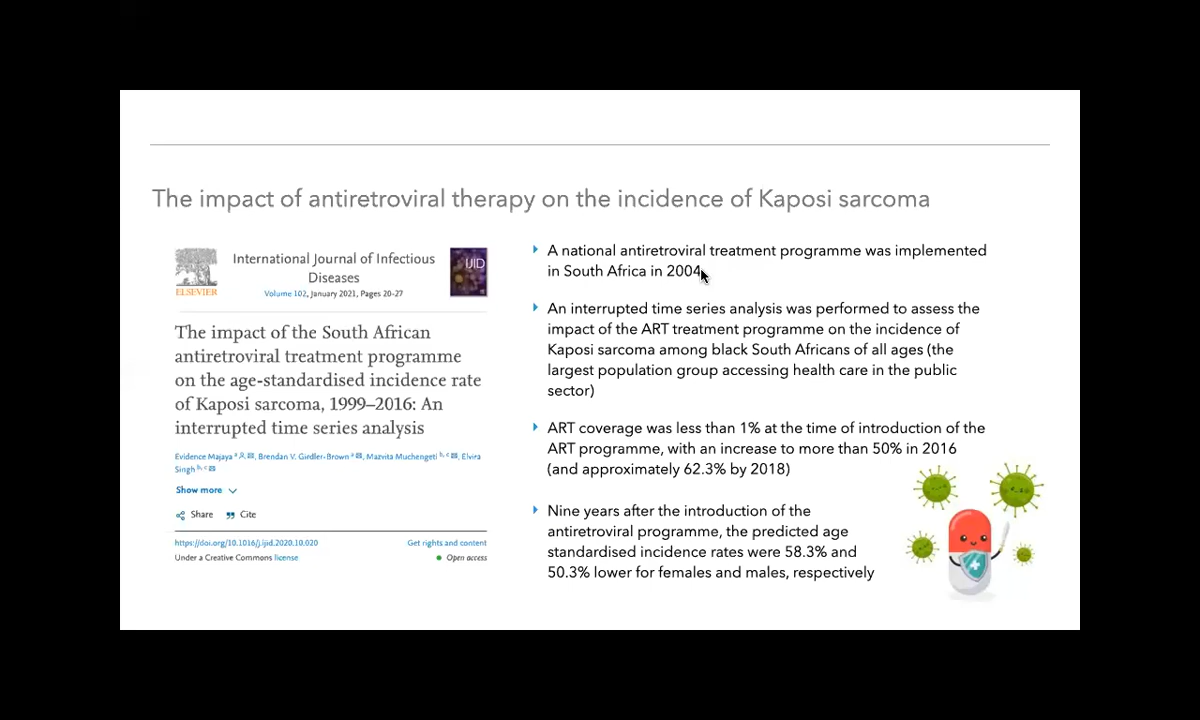 The impact of antiretroviral therapy on the incidence of Kaposi sarcoma
ELSEVIER
International Journal of Infectious
Diseases
Volume 102, January 2021, Pages 20-27
IJID
The impact of the South African
antiretroviral treatment programme
on the age-standardised incidence rate
of Kaposi sarcoma, 1999–2016: An
interrupted time series analysis
Evidence Majaya a, Brendan V. Girdler-Brown a, Mazvita Muchengeti b, c, Elvira
Singh b, c
Show more
Share Cite
https://doi.org/10.1016/j.ijid.2020.10.020 Get rights and content
Under a Creative Commons license Open access
A national antiretroviral treatment programme was implemented
in South Africa in 2004
An interrupted time series analysis was performed to assess the
impact of the ART treatment programme on the incidence of
Kaposi sarcoma among black South Africans of all ages (the
largest population group accessing health care in the public
sector)
ART coverage was less than 1% at the time of introduction of the
ART programme, with an increase to more than 50% in 2016
(and approximately 62.3% by 2018)
Nine years after the introduction of the
antiretroviral programme, the predicted age
standardised incidence rates were 58.3% and
50.3% lower for females and males, respectively